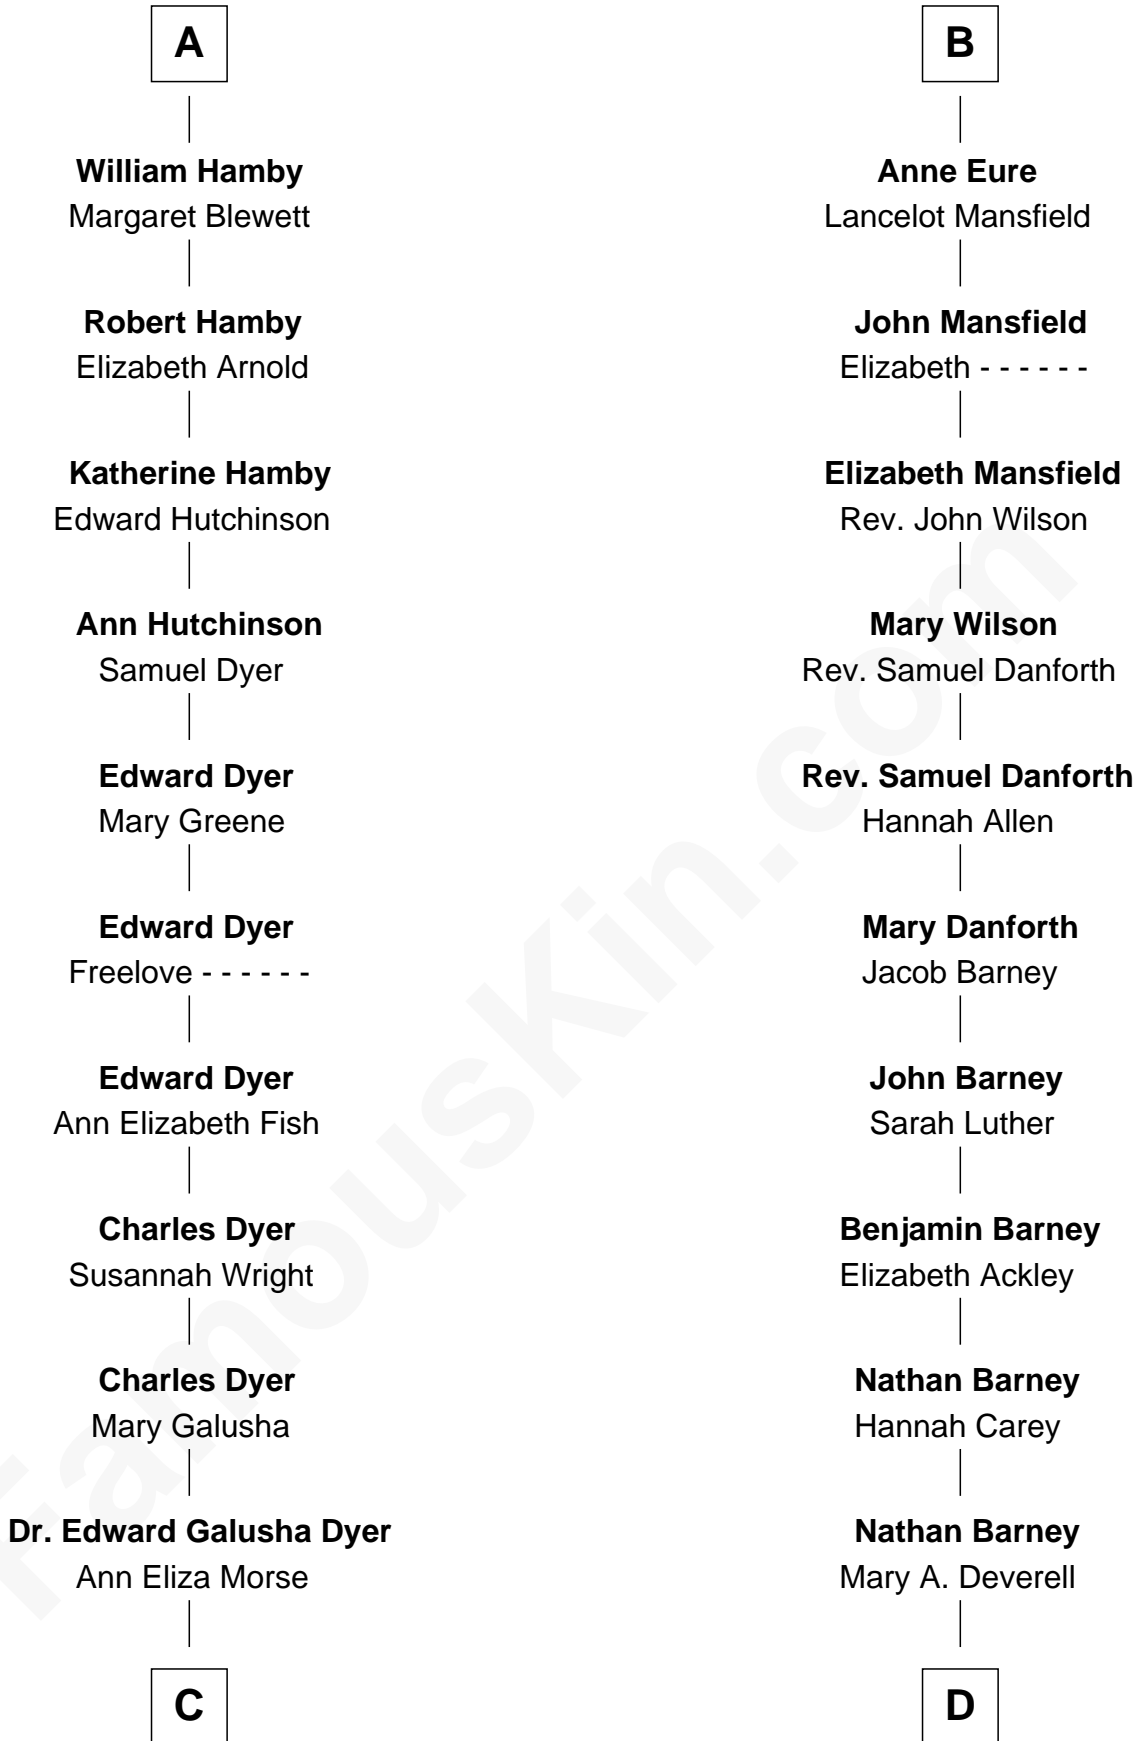 A
William Hamby
Margaret Blewett
Robert Hamby
Elizabeth Arnold
Katherine Hamby
Edward Hutchinson
Ann Hutchinson
Samuel Dyer
Edward Dyer
Mary Greene
Edward Dyer
Freelove - - - - - -
Edward Dyer
Ann Elizabeth Fish
Charles Dyer
Susannah Wright
Charles Dyer
Mary Galusha
Dr. Edward Galusha Dyer
Ann Eliza Morse
C
B
Anne Eure
Lancelot Mansfield
John Mansfield
Elizabeth - - - - - -
Elizabeth Mansfield
Rev. John Wilson
Mary Wilson
Rev. Samuel Danforth
Rev. Samuel Danforth
Hannah Allen
Mary Danforth
Jacob Barney
John Barney
Sarah Luther
Benjamin Barney
Elizabeth Ackley
Nathan Barney
Hannah Carey
Nathan Barney
Mary A. Deverell
D
FamousKin.com